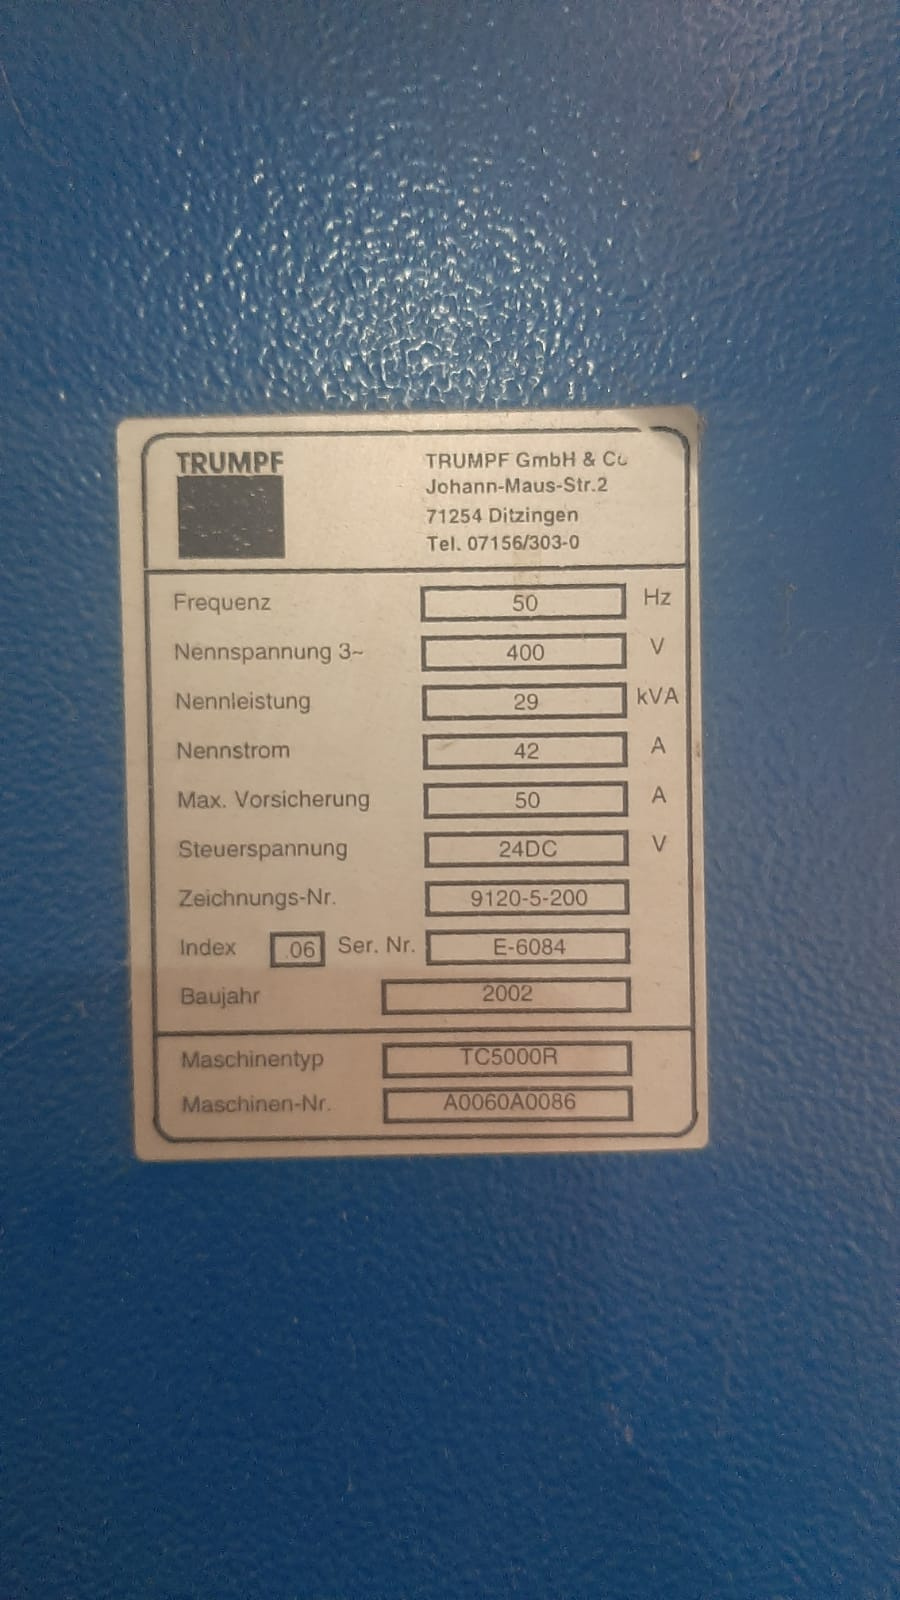 TRUMPF
TRUMPF GmbH & Co
Johann-Maus-Str.2
71254 Ditzingen
Tel. 07156/303-0
Frequenz 50 Hz
Nennspannung 3~ 400 V
Nennleistung 29 kVA
Nennstrom 42 A
Max. Vorsicherung 50 A
Steuerspannung 24DC V
Zeichnungs-Nr. 9120-5-200
Index .06 Ser. Nr. E-6084
Baujahr 2002
Maschinentyp TC5000R
Maschinen-Nr. A0060A0086